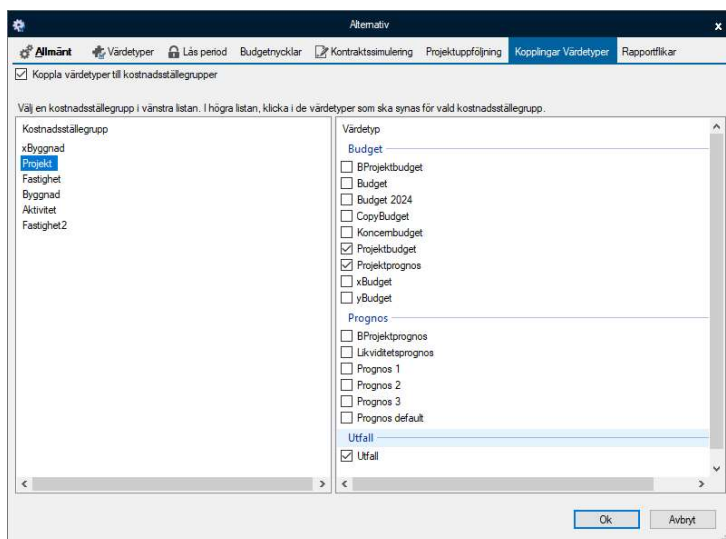 Alternativ
x
Allmänt Värdetyper Lås period Budgetnycklar Kontraktssimulering Projektuppföljning Kopplingar Värdetyper Rapportflikar
Koppla värdetyper till kostnadsställegrupper
Välj en kostnadsställegrupp i vänstra listan. I högra listan, klicka i de värdetyper som ska synas för vald kostnadsställegrupp.
Kostnadsställegrupp
xByggnad
Projekt
Fastighet
Byggnad
Aktivitet
Fastighet2
Värdetyp
Budget
BProjektbudget
Budget
Budget 2024
CopyBudget
Koncernbudget
Projektbudget
Projektprognos
xBudget
yBudget
Prognos
BProjektprognos
Likviditetsprognos
Prognos 1
Prognos 2
Prognos 3
Prognos default
Utfall
Utfall
Ok Avbryt